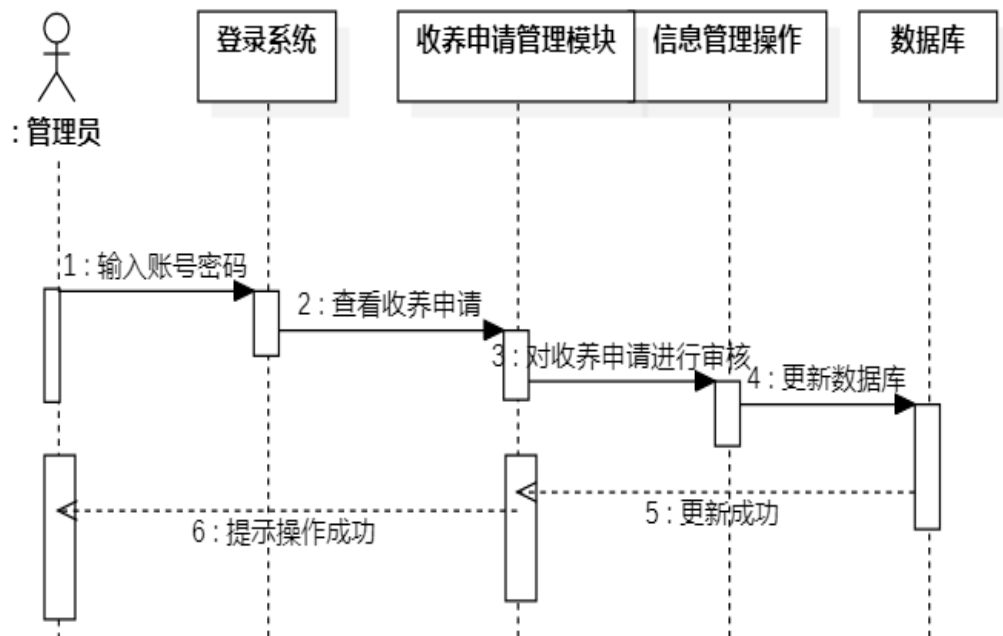 登录系统
收养申请管理模块
信息管理操作
数据库
: 管理员
1 : 输入账号密码
2 : 查看收养申请
3 : 对收养申请进行审核
4 : 更新数据库
5 : 更新成功
6 : 提示操作成功